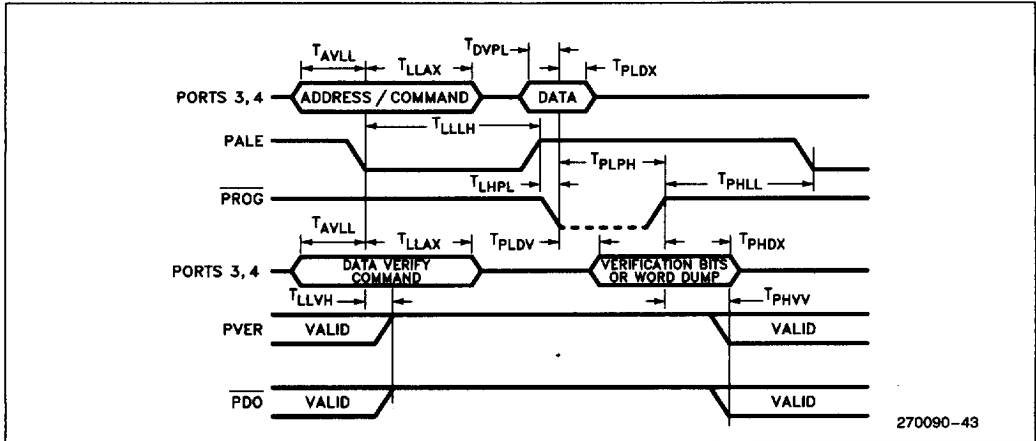 T_AVLL T_LLAX T_DVPL T_PLDX
PORTS 3, 4 ADDRESS / COMMAND DATA
T_LLLH
PALE
T_PLPH
T_LHPL T_PHLL
PROG
T_AVLL T_LLAX T_PLDV T_PHDX
PORTS 3, 4 DATA VERIFY COMMAND VERIFICATION BITS OR WORD DUMP
T_LLVH T_PHVV
PVER VALID VALID
PDO VALID VALID
270090-43